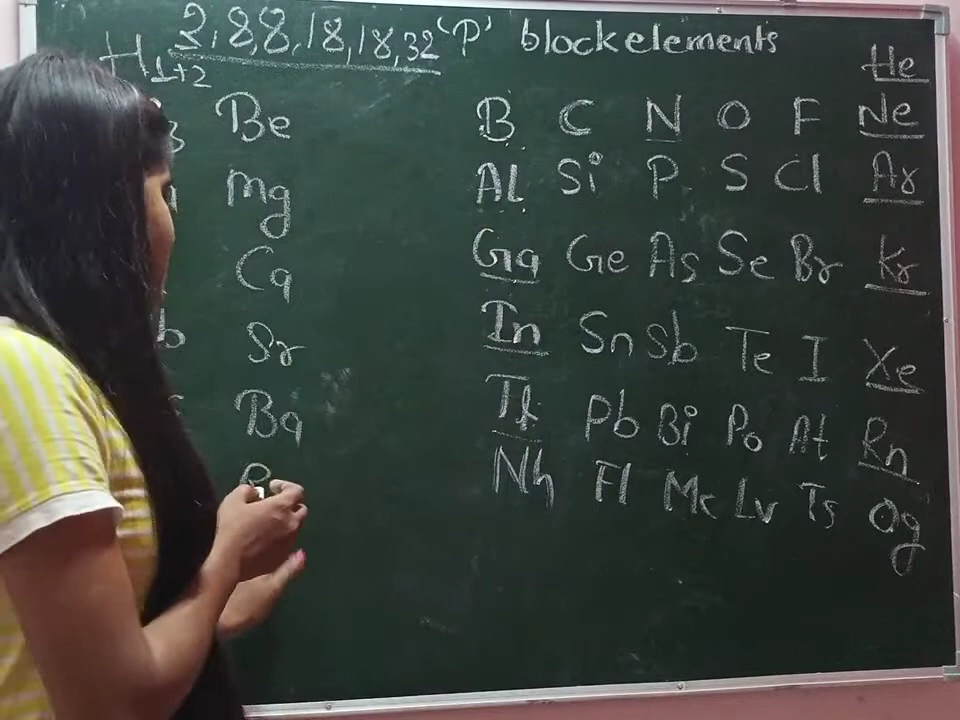 2,8,8,18,18,32 'P' block elements
H 1+2 He
Be B C N O F Ne
Mg Al Si P S Cl Ar
Ca Ga Ge As Se Br Kr
b Sr In Sn Sb Te I Xe
Ba Tl Pb Bi Po At Rn
Nh Fl Mc Lv Ts Og